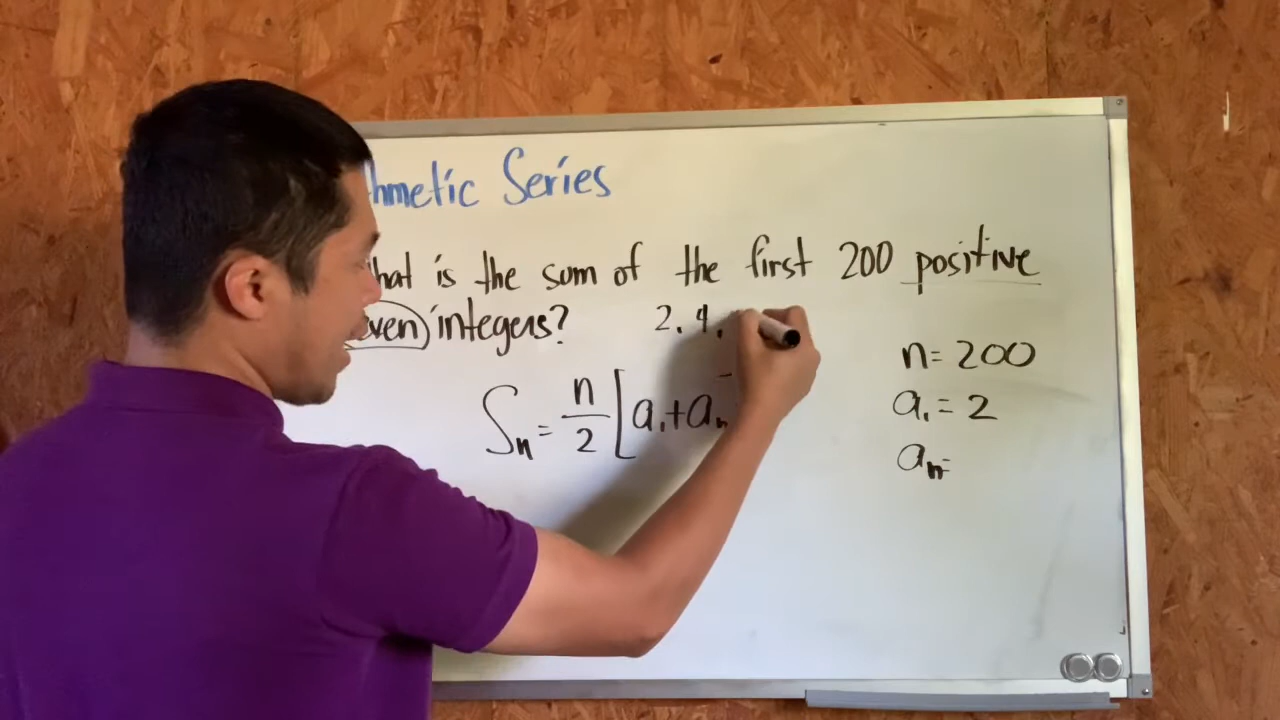 hmetic Series
hat is the sum of the first 200 positive
even integers? 2, 4,
n = 200
Sn = n/2 [a1 + an
a1 = 2
an =